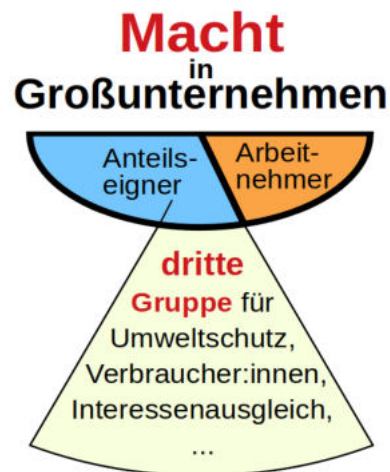 Macht
in
Großunternehmen
Anteils-
eigner
Arbeit-
nehmer
dritte
Gruppe für
Umweltschutz,
Verbraucher:innen,
Interessenausgleich,
...